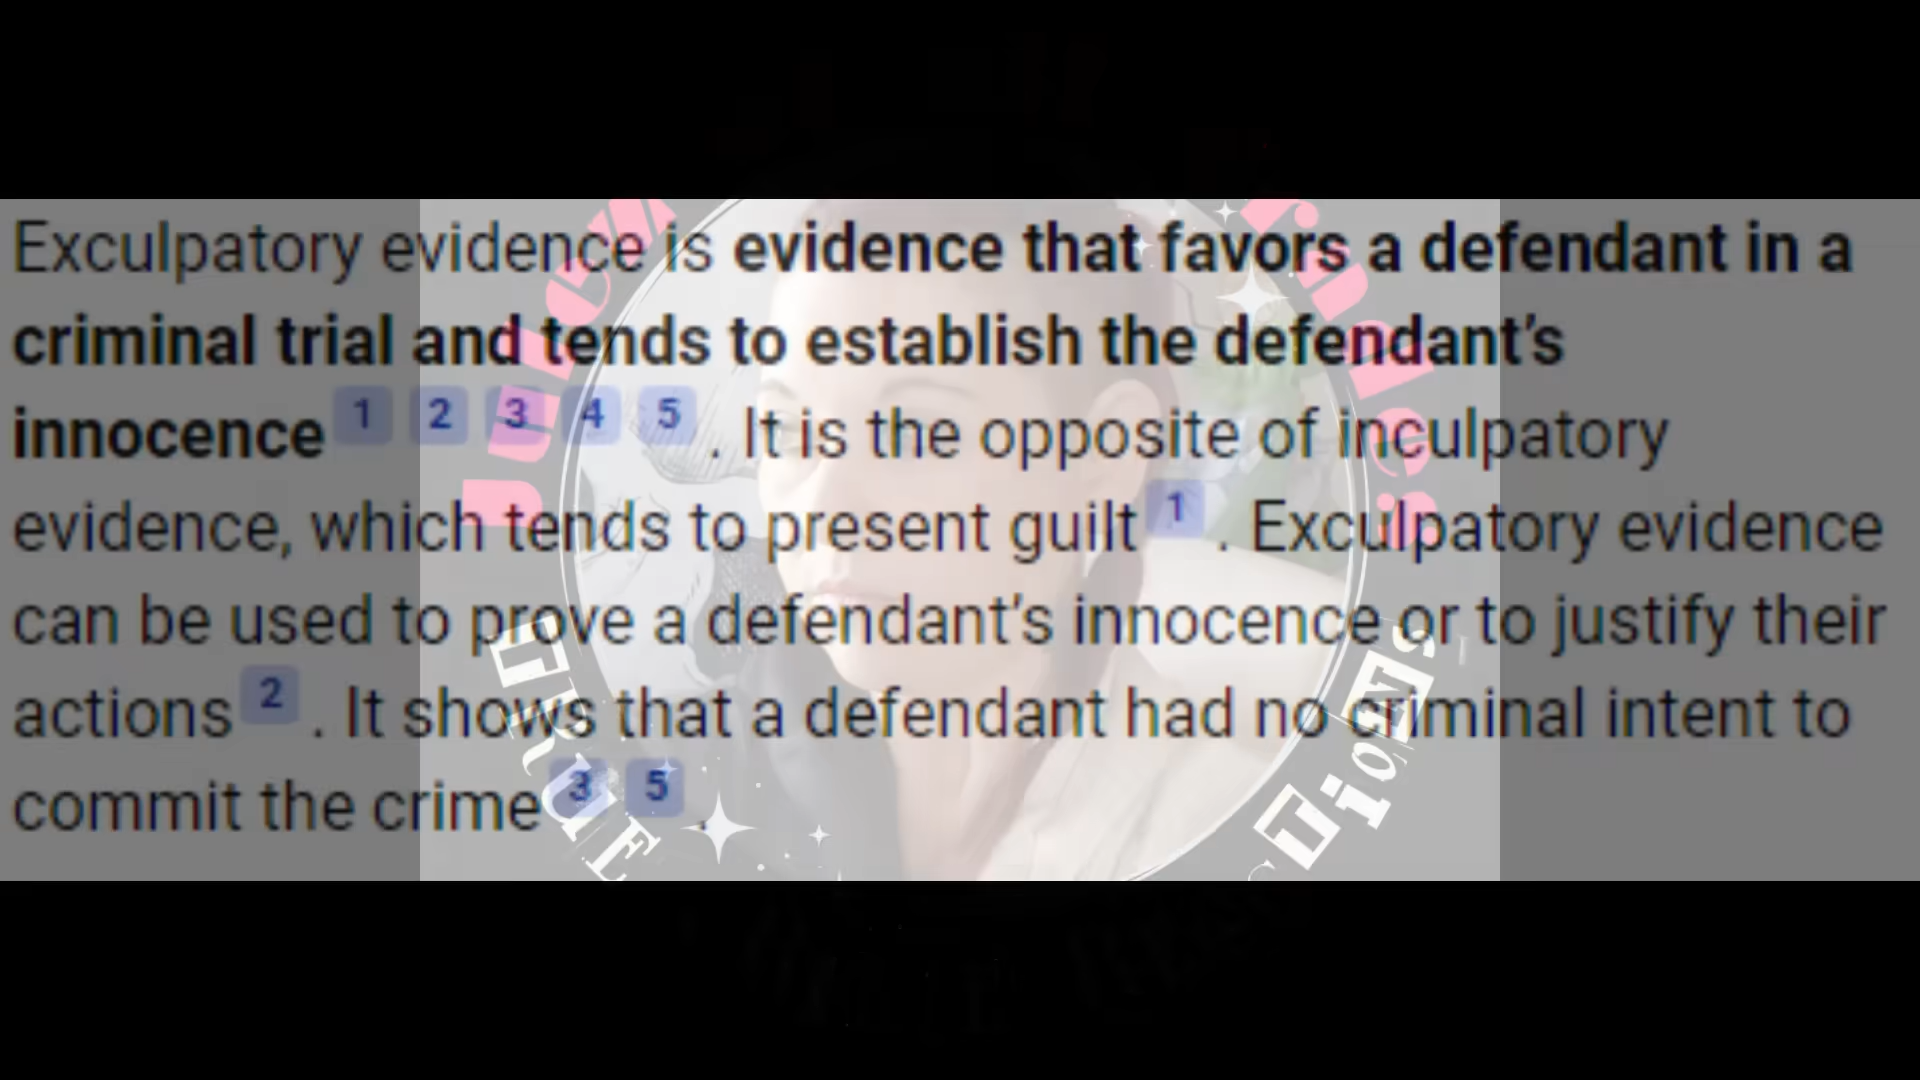 Exculpatory evidence is evidence that favors a defendant in a
criminal trial and tends to establish the defendant's
innocence 1 2 3 4 5 . It is the opposite of inculpatory
evidence, which tends to present guilt 1 . Exculpatory evidence
can be used to prove a defendant's innocence or to justify their
actions 2 . It shows that a defendant had no criminal intent to
commit the crime 3 5 .
TRUE